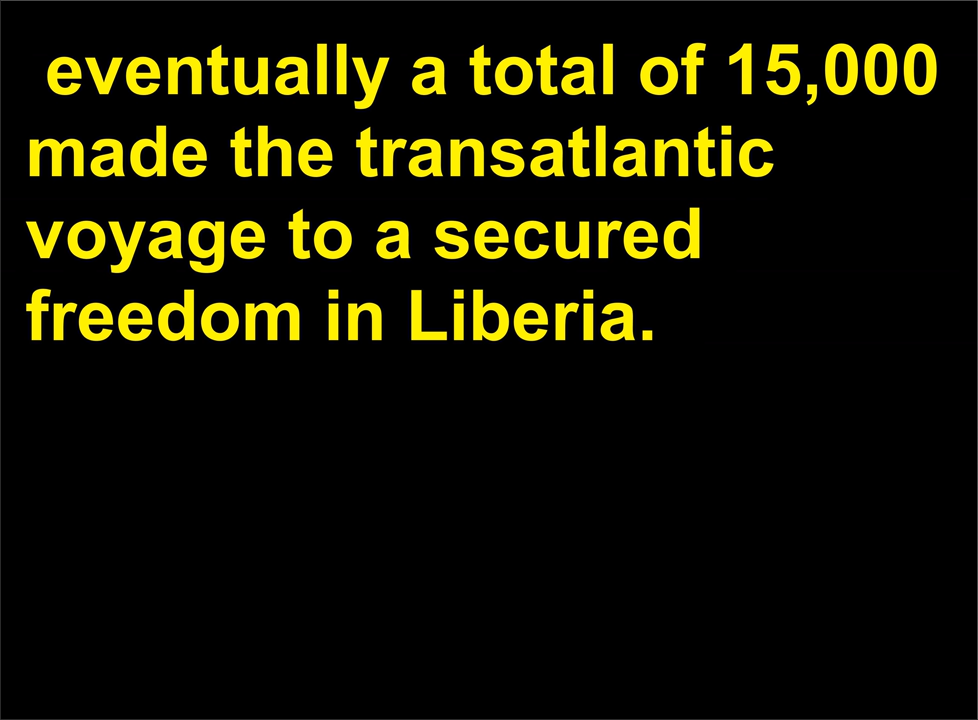 eventually a total of 15,000
made the transatlantic
voyage to a secured
freedom in Liberia.